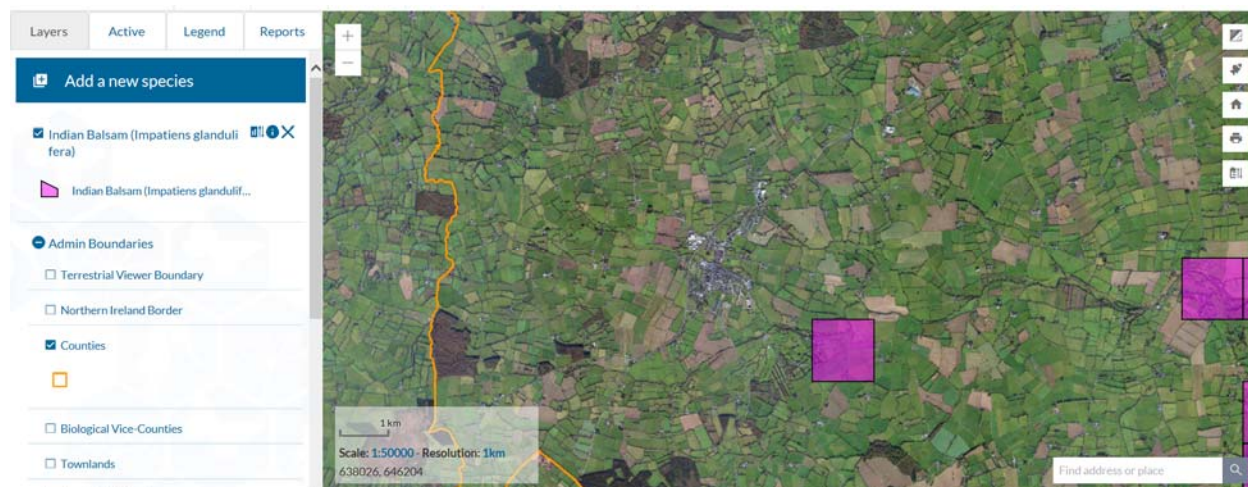 Layers Active Legend Reports
Add a new species
Indian Balsam (Impatiens glanduli
fera)
Indian Balsam (Impatiens glandulif...
Admin Boundaries
Terrestrial Viewer Boundary
Northern Ireland Border
Counties
Biological Vice-Counties
Townlands
1 km
Scale: 1:50000 - Resolution: 1km
638026, 646204
Find address or place